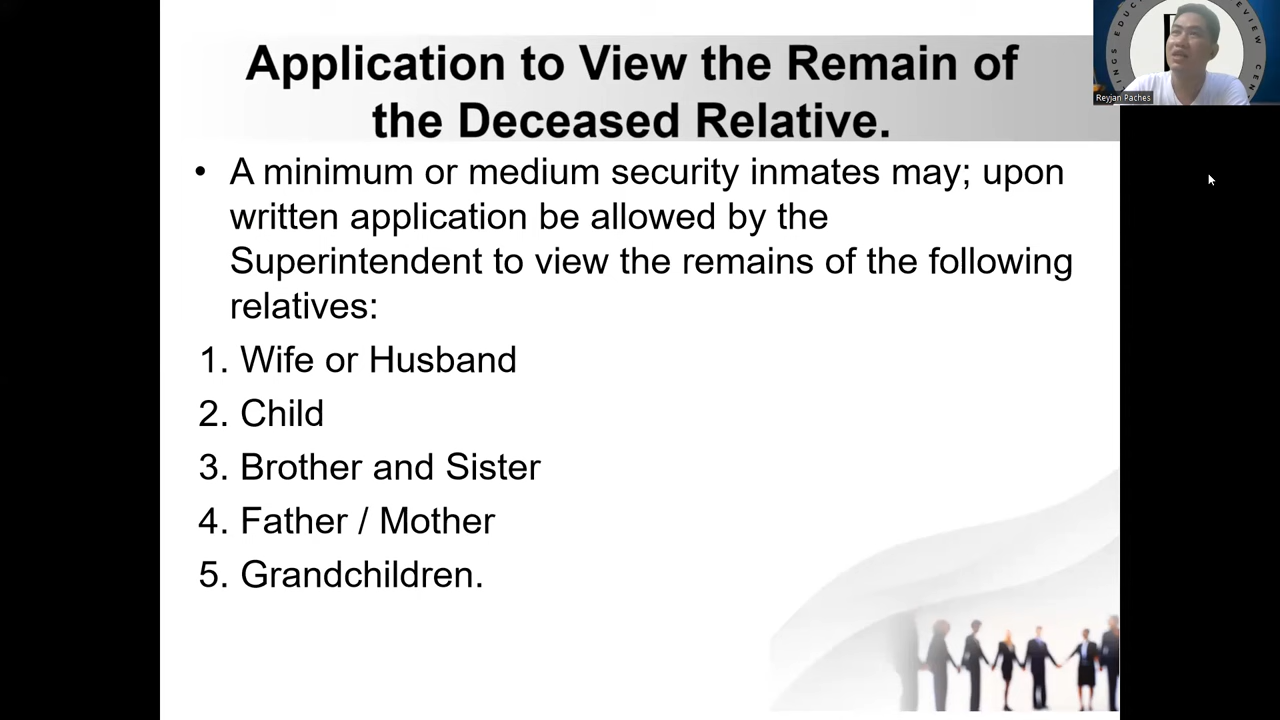 Application to View the Remain of
the Deceased Relative.
• A minimum or medium security inmates may; upon
written application be allowed by the
Superintendent to view the remains of the following
relatives:
1. Wife or Husband
2. Child
3. Brother and Sister
4. Father / Mother
5. Grandchildren.
Reyjan Paches